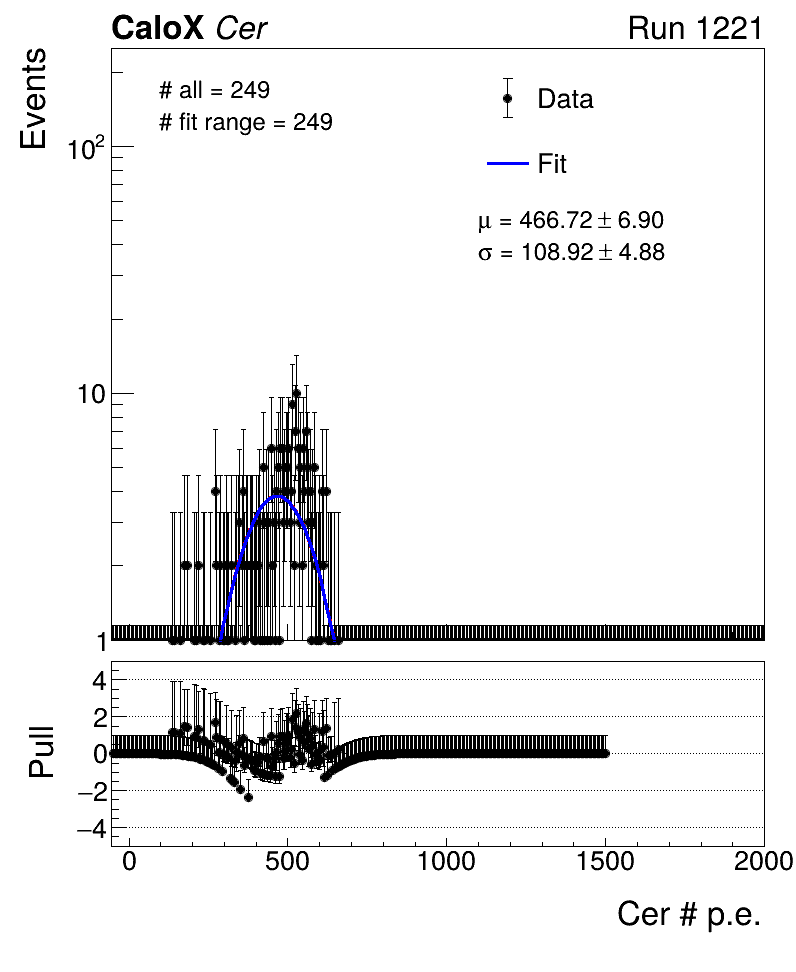 CaloX Cer Run 1221
# all = 249
# fit range = 249
Data
Fit
μ = 466.72 ± 6.90
σ = 108.92 ± 4.88
Events
10²
10
1
Pull
4
2
0
−2
−4
0 500 1000 1500 2000
Cer # p.e.